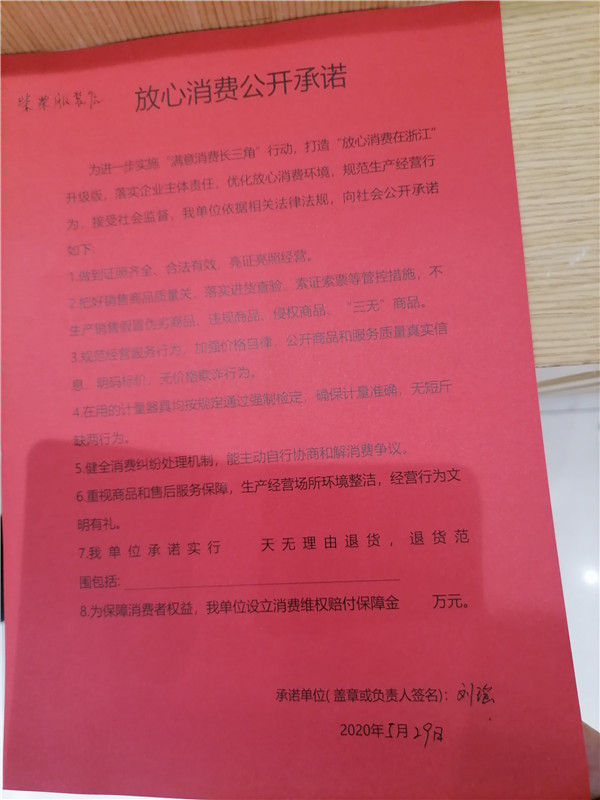 放心消费公开承诺
服装店
为进一步实施“满意消费长三角”行动，打造“放心消费在浙江”
升级版，落实企业主体责任，优化放心消费环境，规范生产经营行
为，接受社会监督，我单位依据相关法律法规，向社会公开承诺
如下:
1.做到证照齐全、合法有效，亮证亮照经营。
2.把好销售商品质量关，落实进货查验、索证索票等管控措施，不
生产销售假冒伪劣商品、违规商品、侵权商品、“三无”商品。
3.规范经营服务行为，加强价格自律，公开商品和服务质量真实信
息，明码标价，无价格欺诈行为。
4.在用的计量器具均按规定通过强制检定，确保计量准确，无短斤
缺两行为。
5.健全消费纠纷处理机制，能主动自行协商和解消费争议。
6.重视商品和售后服务保障，生产经营场所环境整洁，经营行为文
明有礼。
7.我单位承诺实行 天无理由退货，退货范
围包括:
8.为保障消费者权益，我单位设立消费维权赔付保障金 万元。
承诺单位(盖章或负责人签名): 刘瑶
2020年5月29日